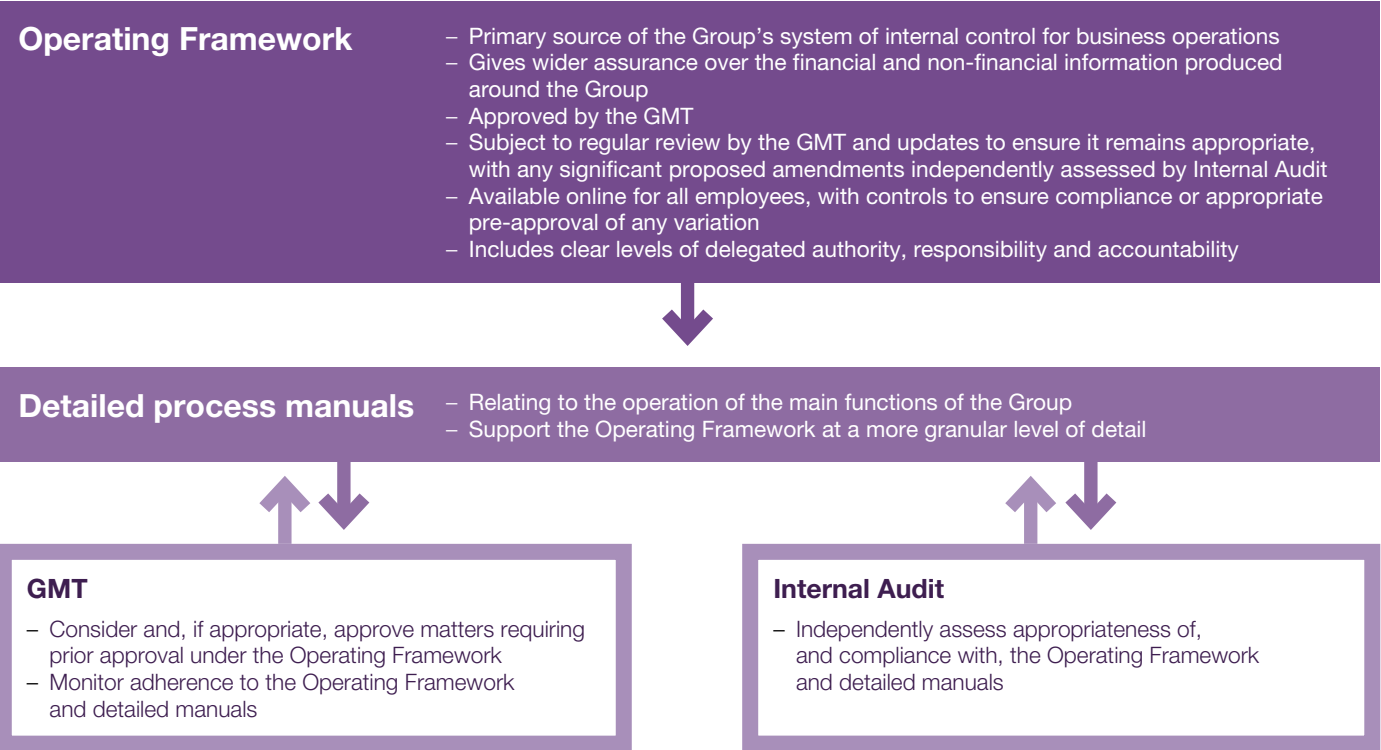 Operating Framework
– Primary source of the Group’s system of internal control for business operations
– Gives wider assurance over the financial and non-financial information produced
around the Group
– Approved by the GMT
– Subject to regular review by the GMT and updates to ensure it remains appropriate,
with any significant proposed amendments independently assessed by Internal Audit
– Available online for all employees, with controls to ensure compliance or appropriate
pre-approval of any variation
– Includes clear levels of delegated authority, responsibility and accountability
Detailed process manuals
– Relating to the operation of the main functions of the Group
– Support the Operating Framework at a more granular level of detail
GMT
– Consider and, if appropriate, approve matters requiring
prior approval under the Operating Framework
– Monitor adherence to the Operating Framework
and detailed manuals
Internal Audit
– Independently assess appropriateness of,
and compliance with, the Operating Framework
and detailed manuals